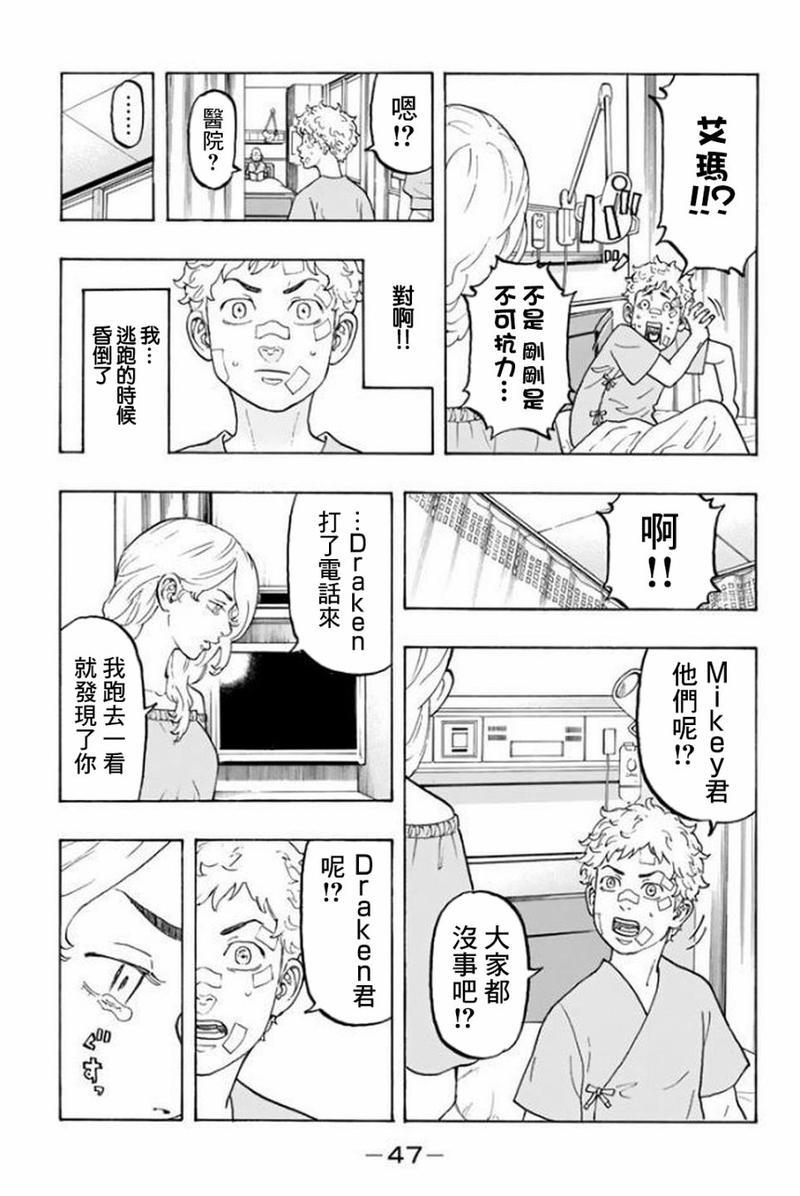 艾瑪!!?
不是 剛剛是
不可抗力…
嗯!?
醫院?
……
對啊!!
我…
逃跑的時候
昏倒了
啊!!
Mikey君
他們呢!?
大家都
沒事吧!?
…Draken
打了電話來
我跑去一看
就發現了你
Draken君
呢!?
ぐすっ
—47—